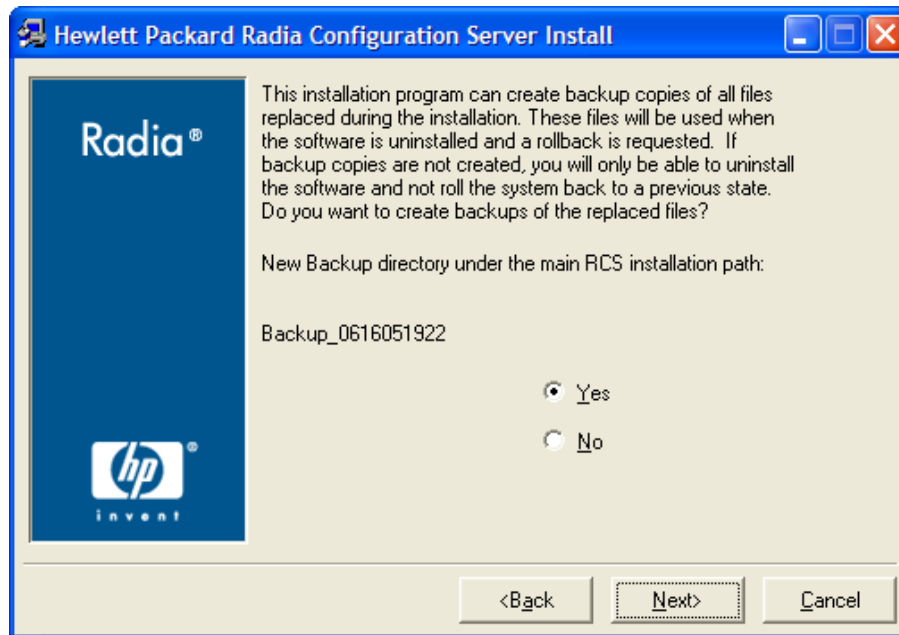 Hewlett Packard Radia Configuration Server Install
Radia®
This installation program can create backup copies of all files
replaced during the installation. These files will be used when
the software is uninstalled and a rollback is requested. If
backup copies are not created, you will only be able to uninstall
the software and not roll the system back to a previous state.
Do you want to create backups of the replaced files?
New Backup directory under the main RCS installation path:
Backup_0616051922
Yes
No
hp®
invent
<Back
Next>
Cancel